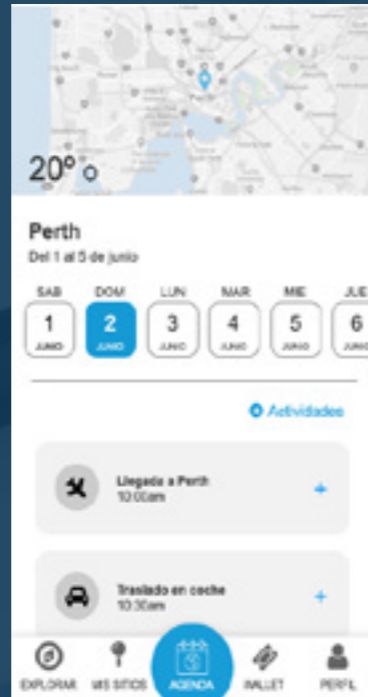 20°
Perth
Del 1 al 5 de junio
SAB DOM LUN MAR MIE JUE
1 2 3 4 5 6
JUNIO JUNIO JUNIO JUNIO JUNIO JUNIO
Actividades
Llegada a Perth
10:00am
Traslado en coche
10:30am
EXPLORAR MIS SITIOS AGENDA WALLET PERFIL